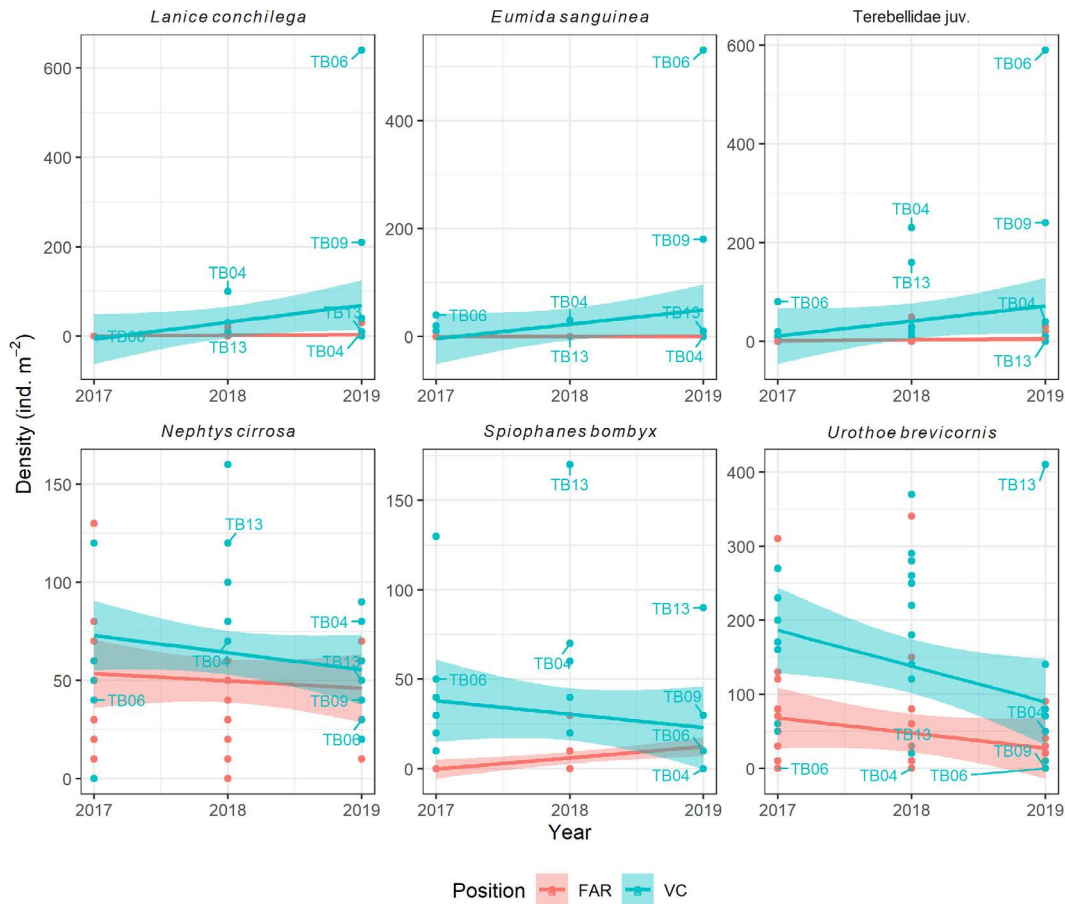 Lanice conchilega
Eumida sanguinea
Terebellidae juv.
600
400
200
0
TB06
TB09
TB04
TB13
TB06
TB13
TB04
2017
2018
2019
400
200
0
TB06
TB09
TB04
TB06
TB13
TB13
TB04
2017
2018
2019
600
400
200
0
TB06
TB09
TB04
TB13
TB06
TB04
TB13
2017
2018
2019
Density (ind. m⁻²)
Nephtys cirrosa
Spiophanes bombyx
Urothoe brevicornis
150
100
50
0
TB13
TB04
TB04
TB13
TB06
TB09
TB06
2017
2018
2019
150
100
50
0
TB13
TB13
TB04
TB06
TB09
TB06
TB04
2017
2018
2019
400
300
200
100
0
TB13
TB04
TB13
TB09
TB06
TB04
TB06
2017
2018
2019
Year
Position FAR VC